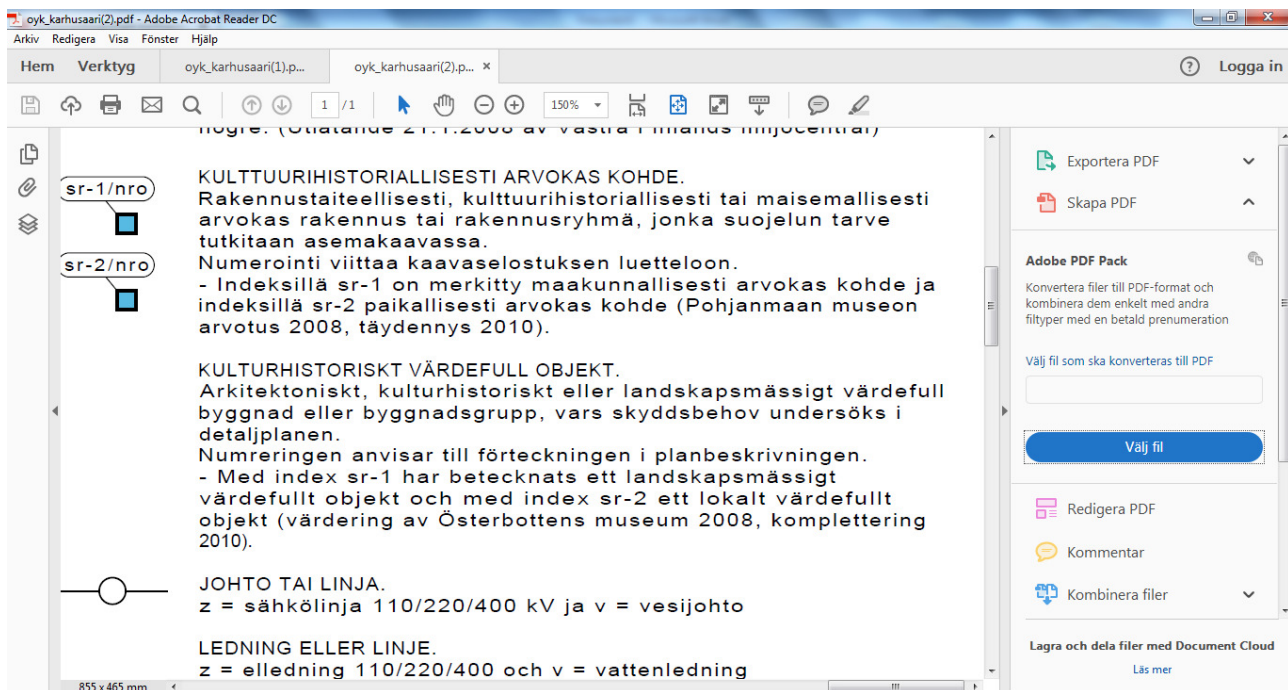 oyk_karhusaari(2).pdf - Adobe Acrobat Reader DC
Arkiv Redigera Visa Fönster Hjälp
Hem Verktyg oyk_karhusaari(1).p... oyk_karhusaari(2).p... × ? Logga in
1 / 1 150%
2008 av
sr-1/nro
KULTTUURIHISTORIALLISESTI ARVOKAS KOHDE.
Rakennustaiteellisesti, kulttuurihistoriallisesti tai maisemallisesti
arvokas rakennus tai rakennusryhmä, jonka suojelun tarve
tutkitaan asemakaavassa.
sr-2/nro
Numerointi viittaa kaavaselostuksen luetteloon.
- Indeksillä sr-1 on merkitty maakunnallisesti arvokas kohde ja
indeksillä sr-2 paikallisesti arvokas kohde (Pohjanmaan museon
arvotus 2008, täydennys 2010).
KULTURHISTORISKT VÄRDEFULL OBJEKT.
Arkitektoniskt, kulturhistoriskt eller landskapsmässigt värdefull
byggnad eller byggnadsgrupp, vars skyddsbehov undersöks i
detaljplanen.
Numreringen anvisar till förteckningen i planbeskrivningen.
- Med index sr-1 har betecknats ett landskapsmässigt
värdefullt objekt och med index sr-2 ett lokalt värdefullt
objekt (värdering av Österbottens museum 2008, komplettering
2010).
JOHTO TAI LINJA.
z = sähkölinja 110/220/400 kV ja v = vesijohto
LEDNING ELLER LINJE.
z = elledning 110/220/400 och v = vattenledning
855 x 465 mm
Exportera PDF
Skapa PDF
Adobe PDF Pack
Konvertera filer till PDF-format och
kombinera dem enkelt med andra
filtyper med en betald prenumeration
Välj fil som ska konverteras till PDF
Välj fil
Redigera PDF
Kommentar
Kombinera filer
Lagra och dela filer med Document Cloud
Läs mer